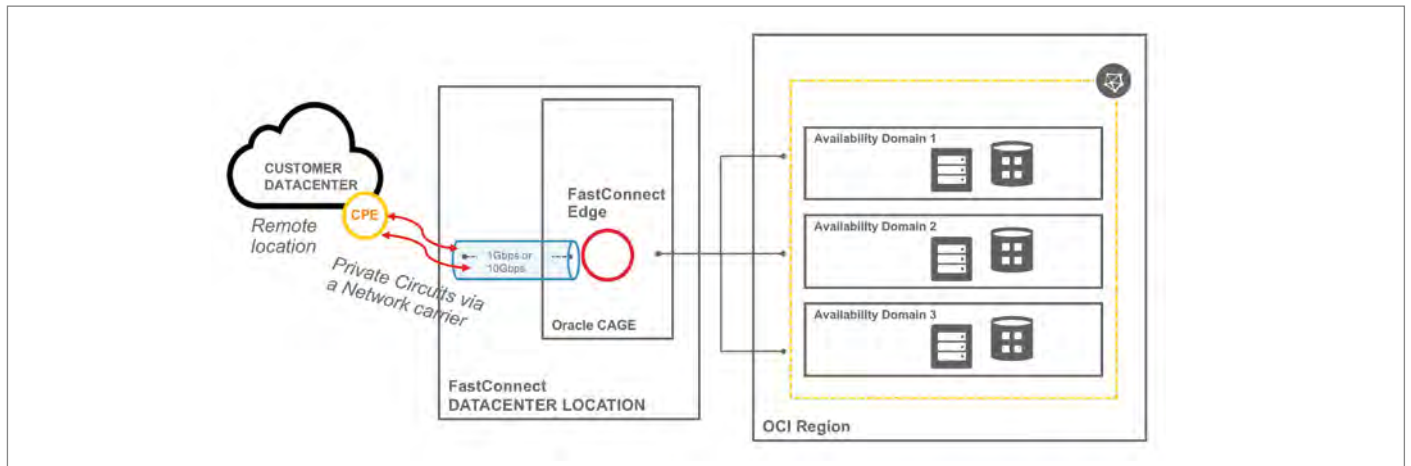 CUSTOMER
DATACENTER
CPE
Remote
location
Private Circuits via
a Network carrier
1Gbps or
10Gbps
FastConnect
Edge
Oracle CAGE
FastConnect
DATACENTER LOCATION
Availability Domain 1
Availability Domain 2
Availability Domain 3
OCI Region